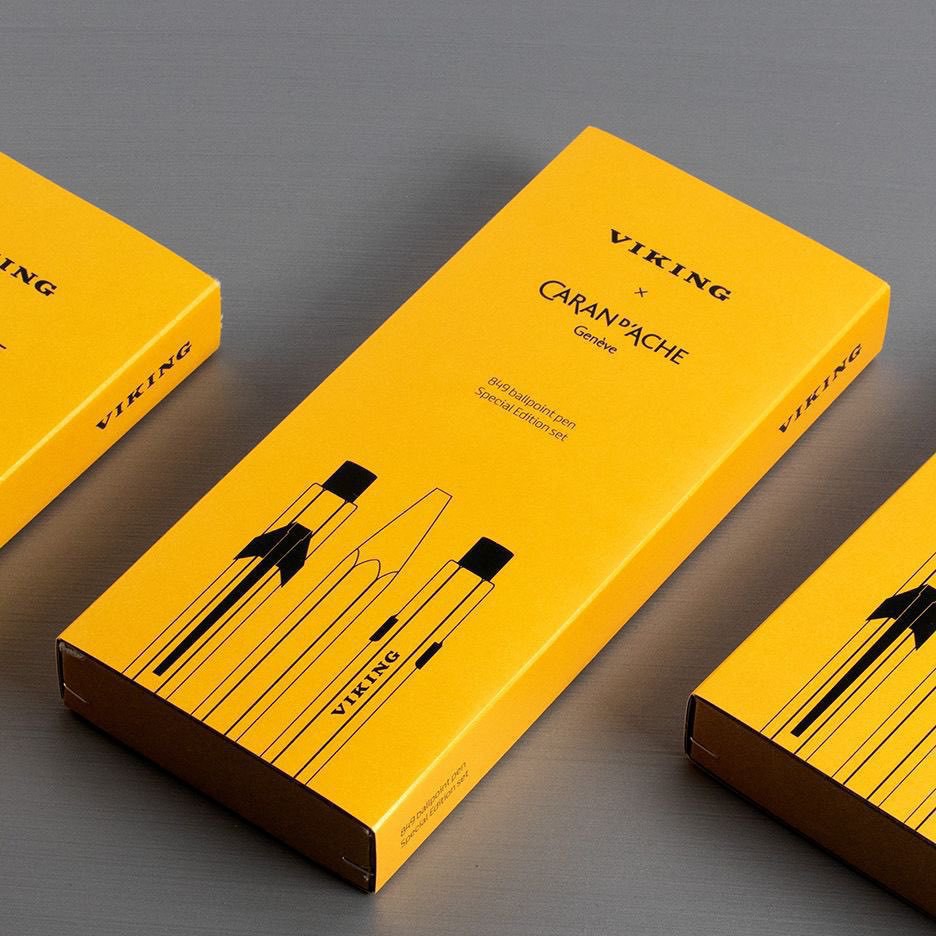 VIKING
×
CARAN D'ACHE
Genève
849 ballpoint pen
Special Edition set
VIKING
849 ballpoint pen
Special Edition set
VIKING
VIKING